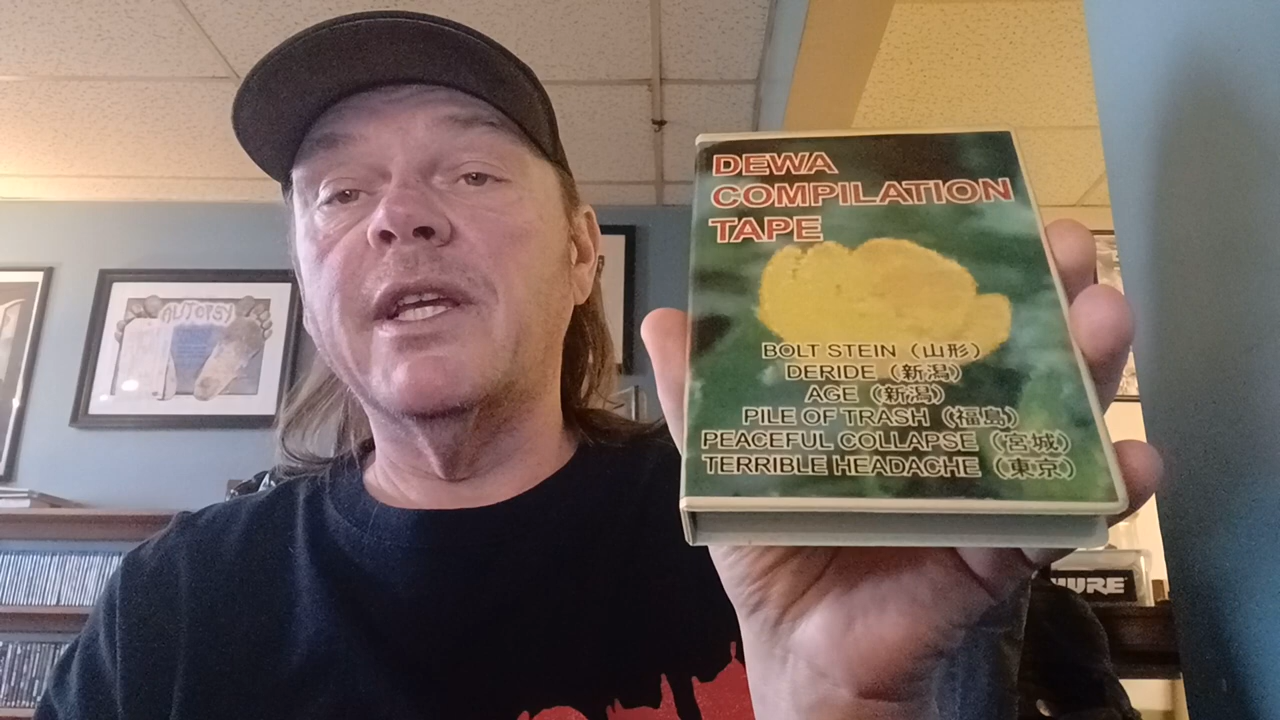 AUTOPSY
DEWA
COMPILATION
TAPE
BOLT STEIN (山形)
DERIDE (新潟)
AGE (新潟)
PILE OF TRASH (福島)
PEACEFUL COLLAPSE (宮城)
TERRIBLE HEADACHE (東京)